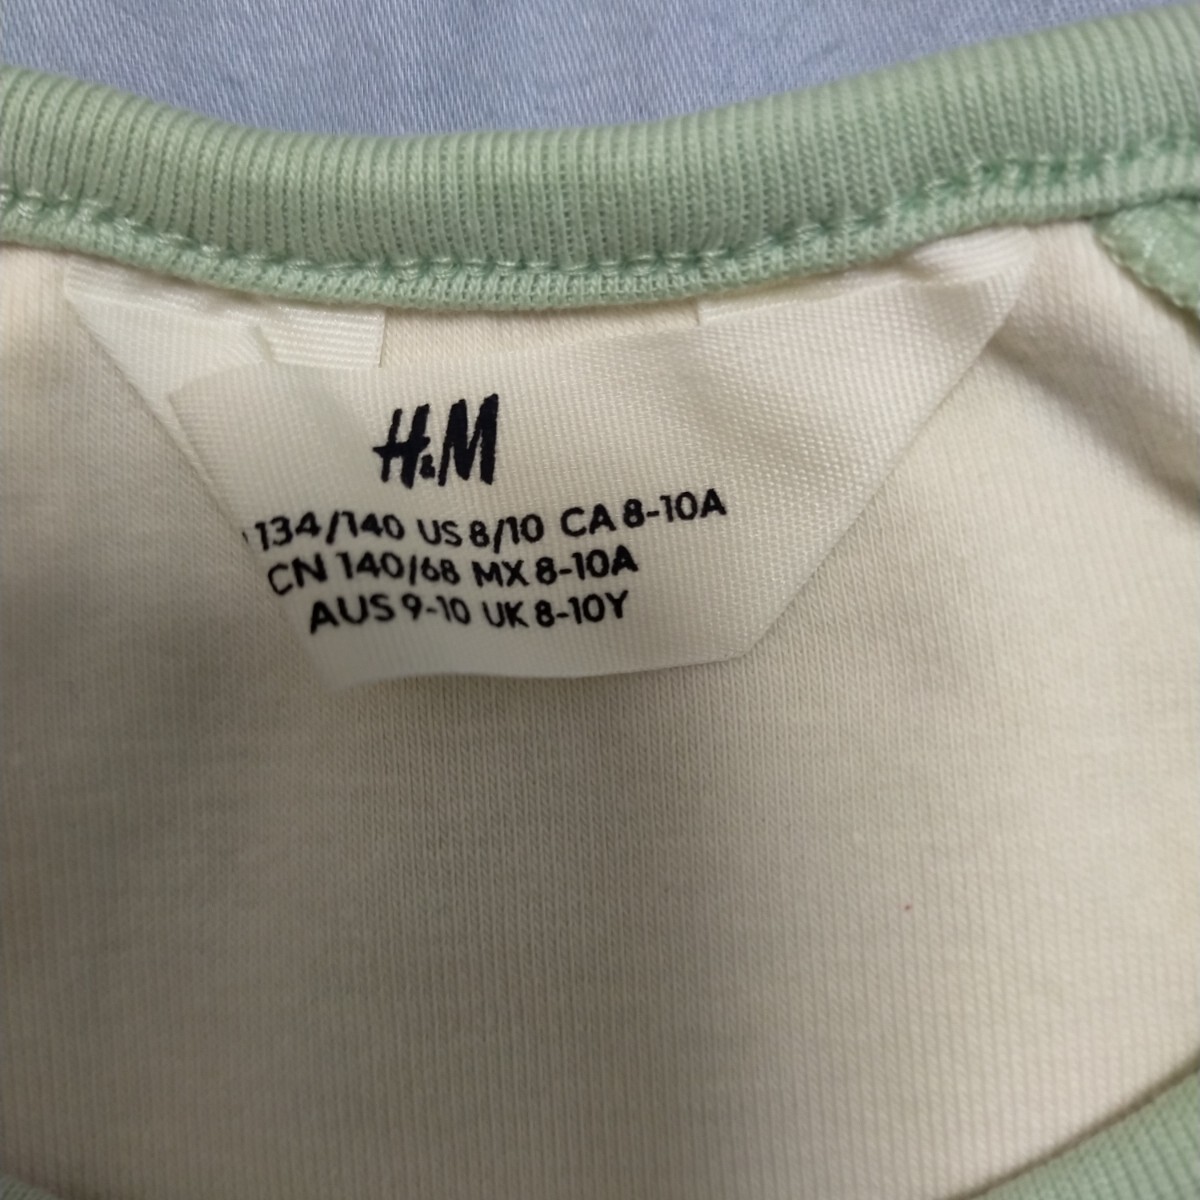 H&M
134/140 US 8/10 CA 8-10A
CN 140/68 MX 8-10A
AUS 9-10 UK 8-10Y